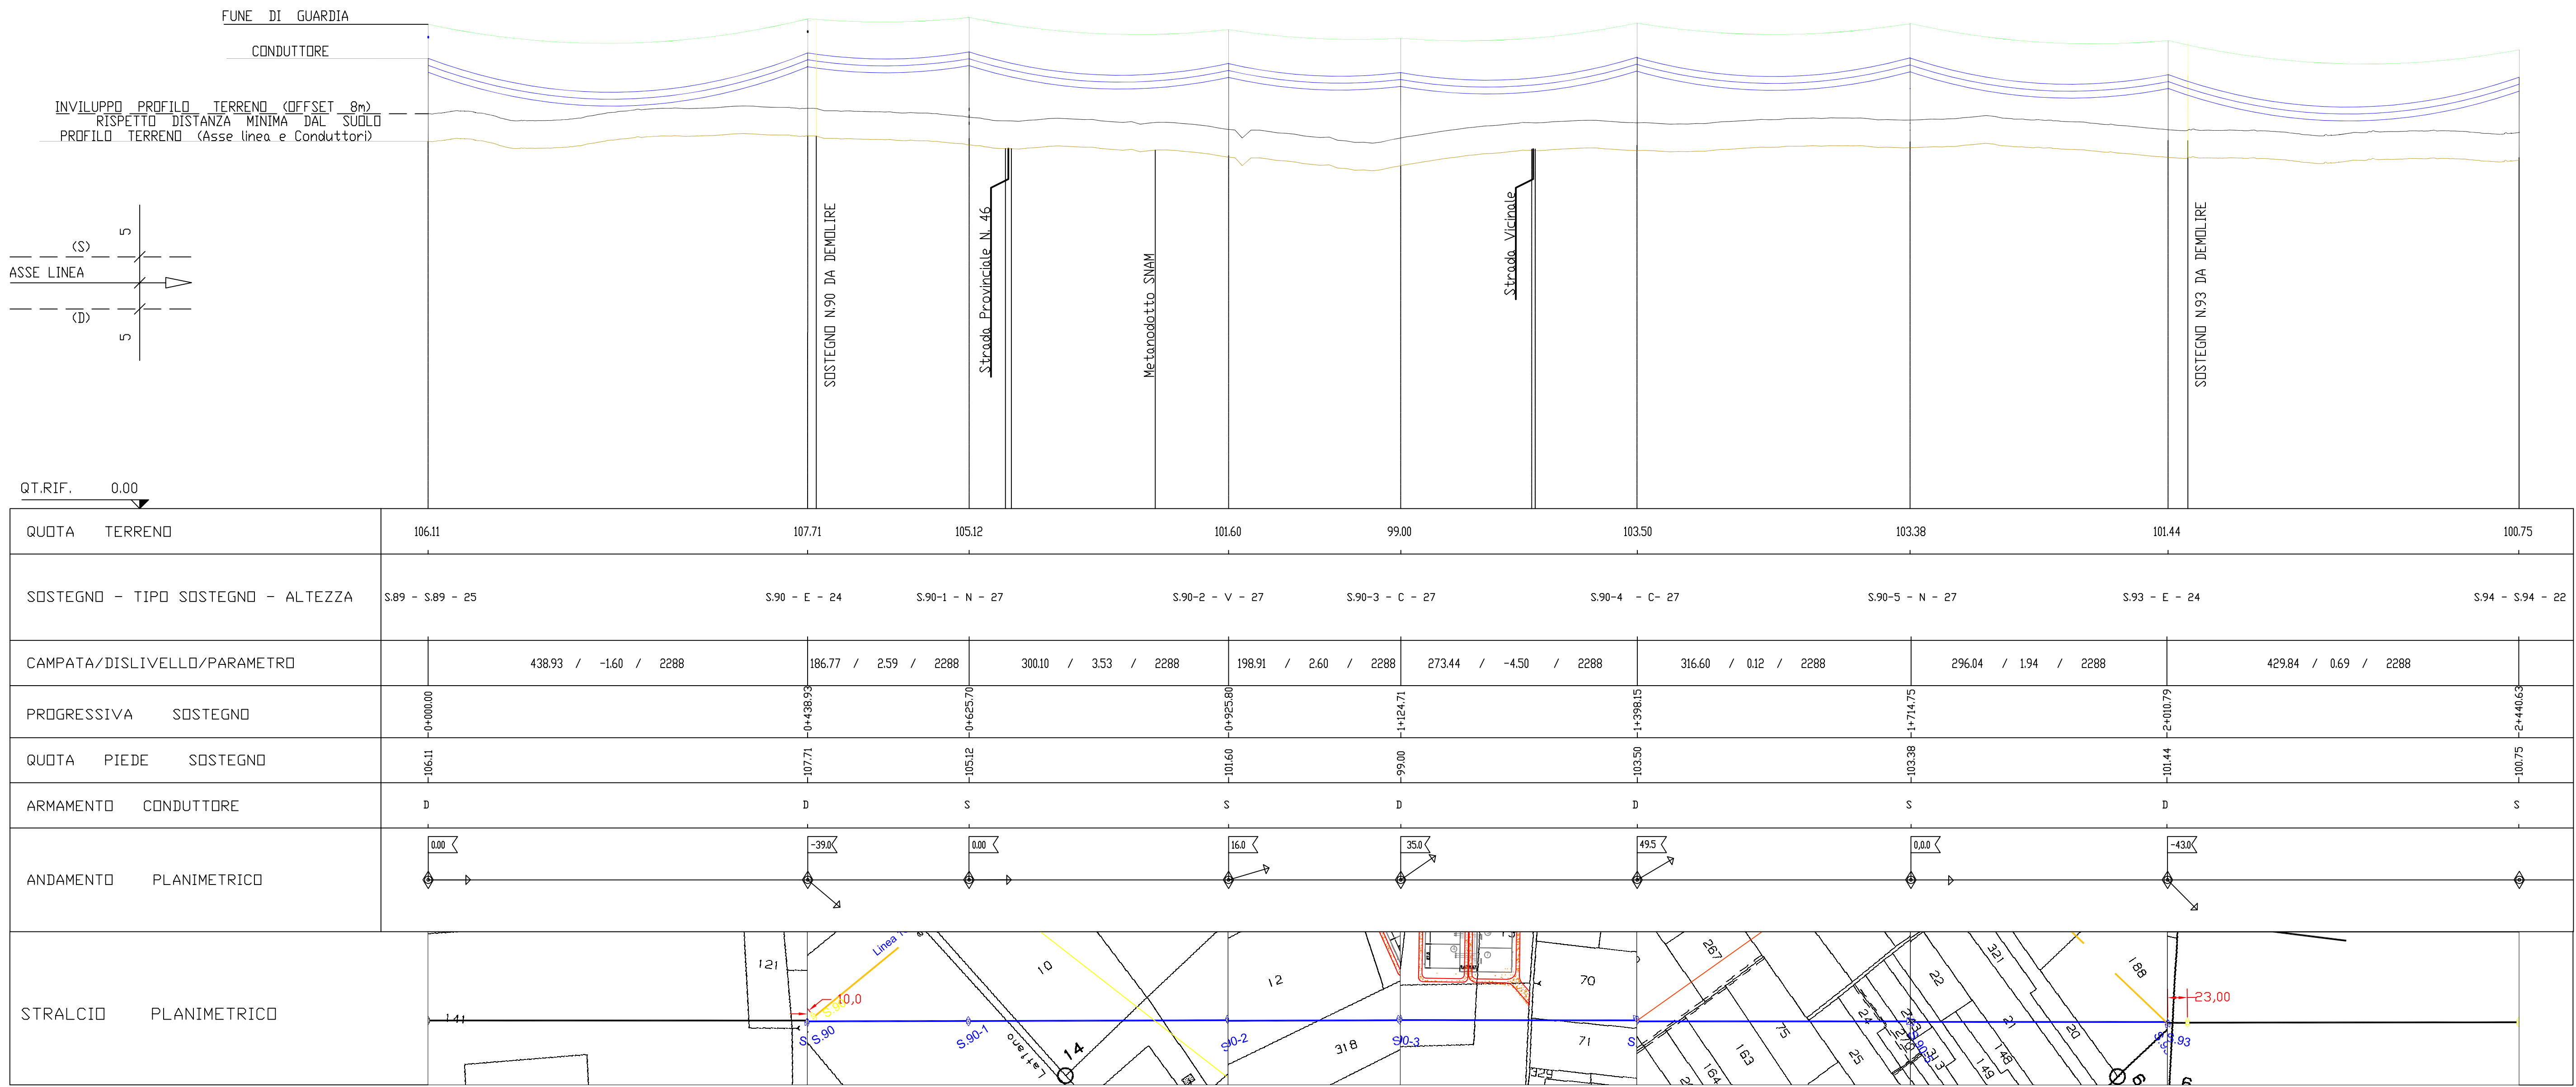 FUNE DI GUARDIA
CONDUTTORE
INVILUPPO PROFILO TERRENO (OFFSET 8m)
RISPETTO DISTANZA MINIMA DAL SUOLO
PROFILO TERRENO (Asse linea e Conduttori)
5
(S)
ASSE LINEA
(D)
5
SOSTEGNO N.90 DA DEMOLIRE
Strada Provinciale N. 46
Metanodotto SNAM
Strada Vicinale
SOSTEGNO N.93 DA DEMOLIRE
QT.RIF. 0.00
QUOTA TERRENO 106.11 107.71 105.12 101.60 99.00 103.50 103.38 101.44 100.75
SOSTEGNO - TIPO SOSTEGNO - ALTEZZA S.89 - S.89 - 25 S.90 - E - 24 S.90-1 - N - 27 S.90-2 - V - 27 S.90-3 - C - 27 S.90-4 - C- 27 S.90-5 - N - 27 S.93 - E - 24 S.94 - S.94 - 22
CAMPATA/DISLIVELLO/PARAMETRO 438.93 / -1.60 / 2288 186.77 / 2.59 / 2288 300.10 / 3.53 / 2288 198.91 / 2.60 / 2288 273.44 / -4.50 / 2288 316.60 / 0.12 / 2288 296.04 / 1.94 / 2288 429.84 / 0.69 / 2288
PROGRESSIVA SOSTEGNO 0+000.00 0+438.93 0+625.70 0+925.80 1+124.71 1+398.15 1+714.75 2+010.79 2+440.63
QUOTA PIEDE SOSTEGNO 106.11 107.71 105.12 101.60 99.00 103.50 103.38 101.44 100.75
ARMAMENTO CONDUTTORE D D S S D D S D S
0.00 -39.0 0.00 16.0 35.0 49.5 0,0.0 -43.0
ANDAMENTO PLANIMETRICO
STRALCIO PLANIMETRICO
141
121
10,0
S.90
Linea
S.90-1
10
Lattano
14
12
S.90-2
318
S.90-3
70
71
329
267
75
163
164
25
24
22
21
313
148
149
321
20
188
23,00
S.93
6